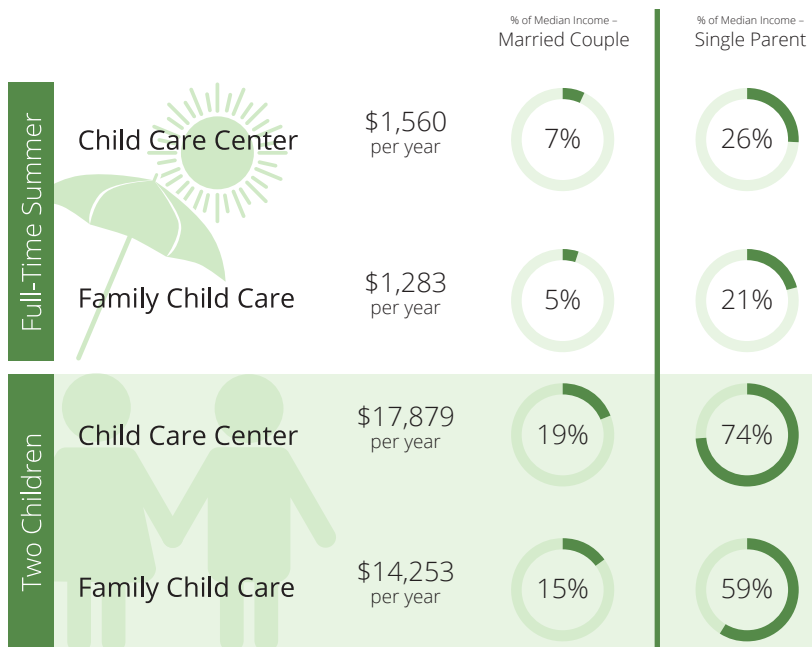 % of Median Income –
Married Couple
% of Median Income –
Single Parent
Full-Time Summer
Child Care Center
$1,560
per year
7%
26%
Family Child Care
$1,283
per year
5%
21%
Two Children
Child Care Center
$17,879
per year
19%
74%
Family Child Care
$14,253
per year
15%
59%